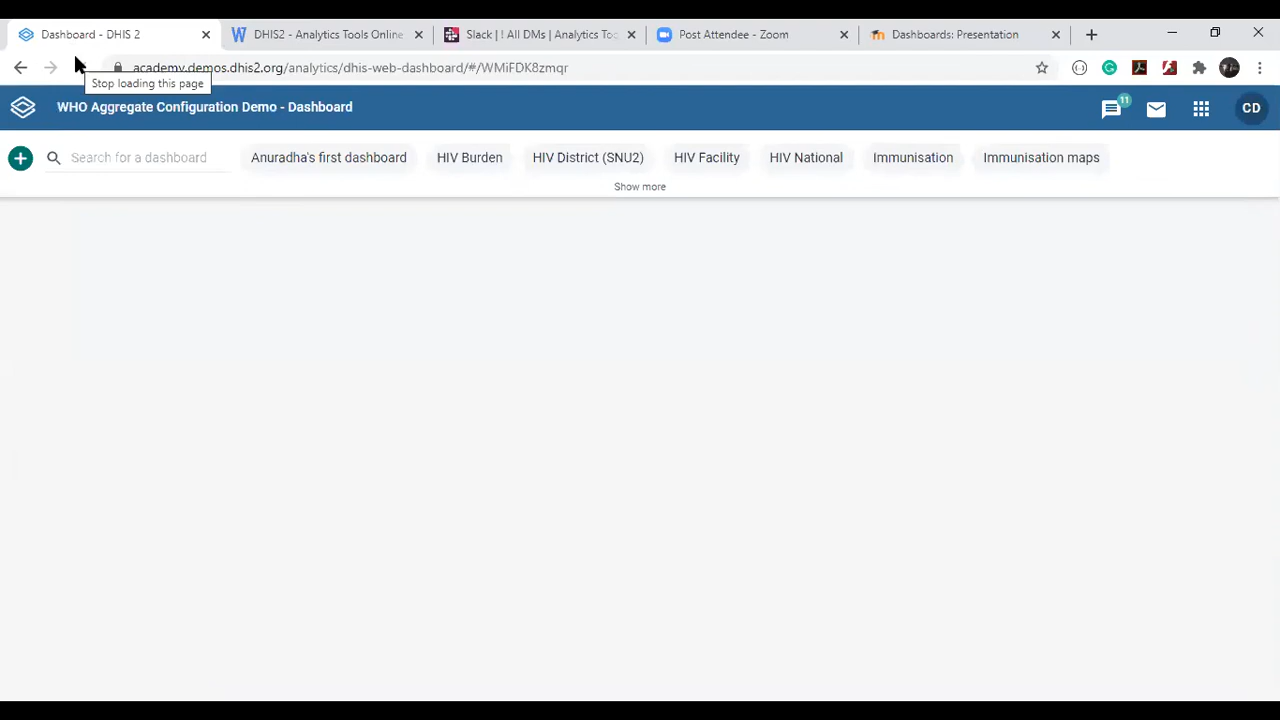 Dashboard - DHIS 2
DHIS2 - Analytics Tools Online
Slack | ! All DMs | Analytics Too
Post Attendee - Zoom
Dashboards: Presentation
academy.demos.dhis2.org/analytics/dhis-web-dashboard/#/WMiFDK8zmqr
Stop loading this page
WHO Aggregate Configuration Demo - Dashboard
11
CD
Search for a dashboard
Anuradha's first dashboard
HIV Burden
HIV District (SNU2)
HIV Facility
HIV National
Immunisation
Immunisation maps
Show more